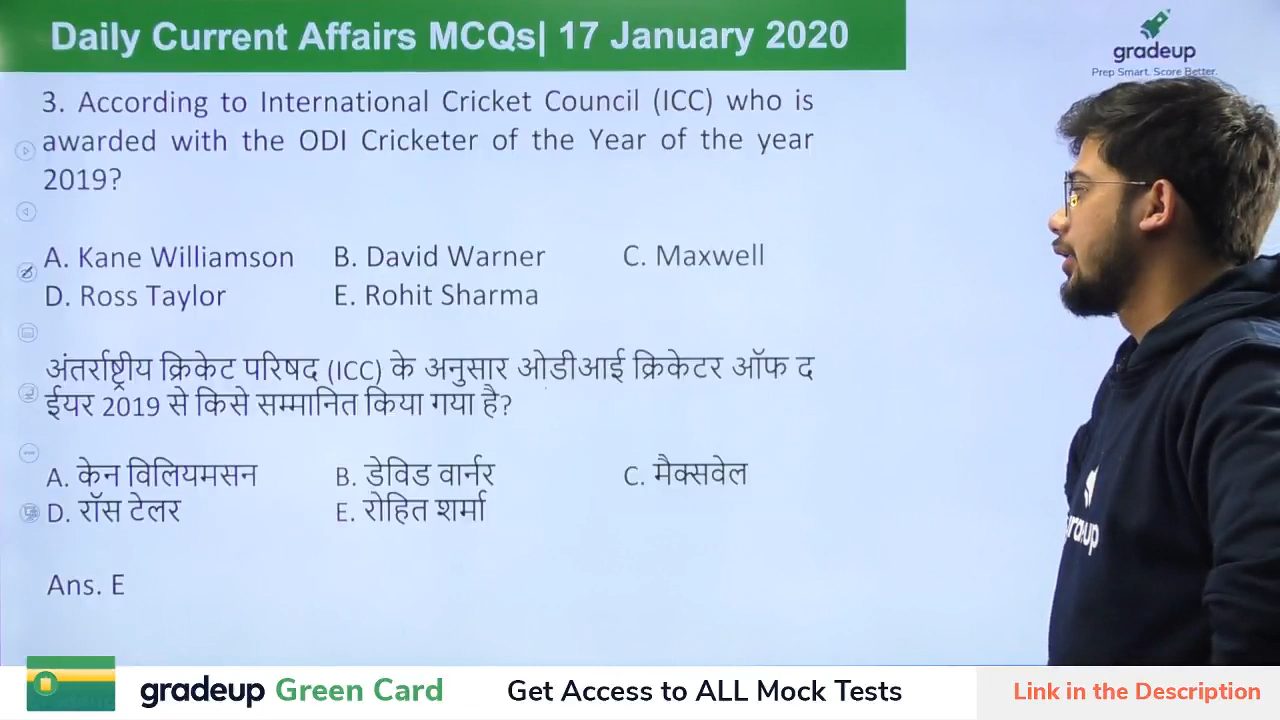 Daily Current Affairs MCQs| 17 January 2020
gradeup
Prep Smart. Score Better.
3. According to International Cricket Council (ICC) who is
awarded with the ODI Cricketer of the Year of the year
2019?
A. Kane Williamson B. David Warner C. Maxwell
D. Ross Taylor E. Rohit Sharma
अंतर्राष्ट्रीय क्रिकेट परिषद (ICC) के अनुसार ओडीआई क्रिकेटर ऑफ द
ईयर 2019 से किसे सम्मानित किया गया है?
A. केन विलियमसन B. डेविड वार्नर C. मैक्सवेल
D. रॉस टेलर E. रोहित शर्मा
Ans. E
gradeup
gradeup Green Card Get Access to ALL Mock Tests Link in the Description